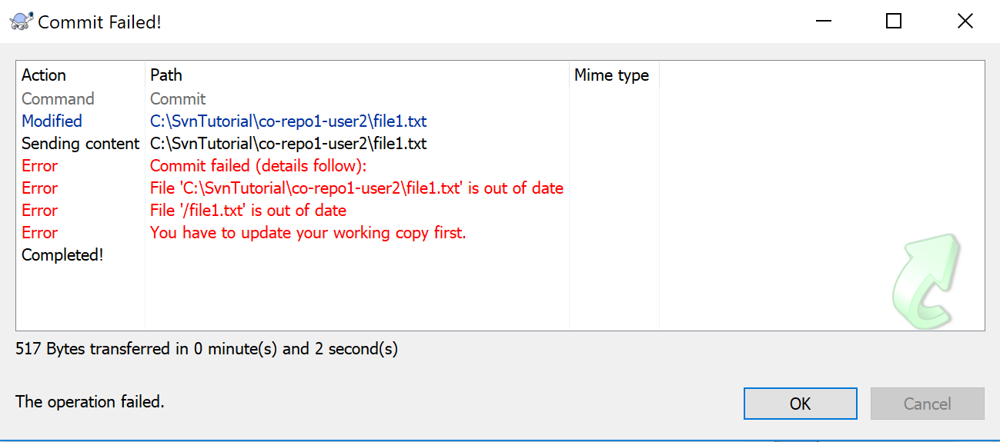 Commit Failed!
Action Path Mime type
Command Commit
Modified C:\SvnTutorial\co-repo1-user2\file1.txt
Sending content C:\SvnTutorial\co-repo1-user2\file1.txt
Error Commit failed (details follow):
Error File 'C:\SvnTutorial\co-repo1-user2\file1.txt' is out of date
Error File '/file1.txt' is out of date
Error You have to update your working copy first.
Completed!
517 Bytes transferred in 0 minute(s) and 2 second(s)
The operation failed.
OK Cancel